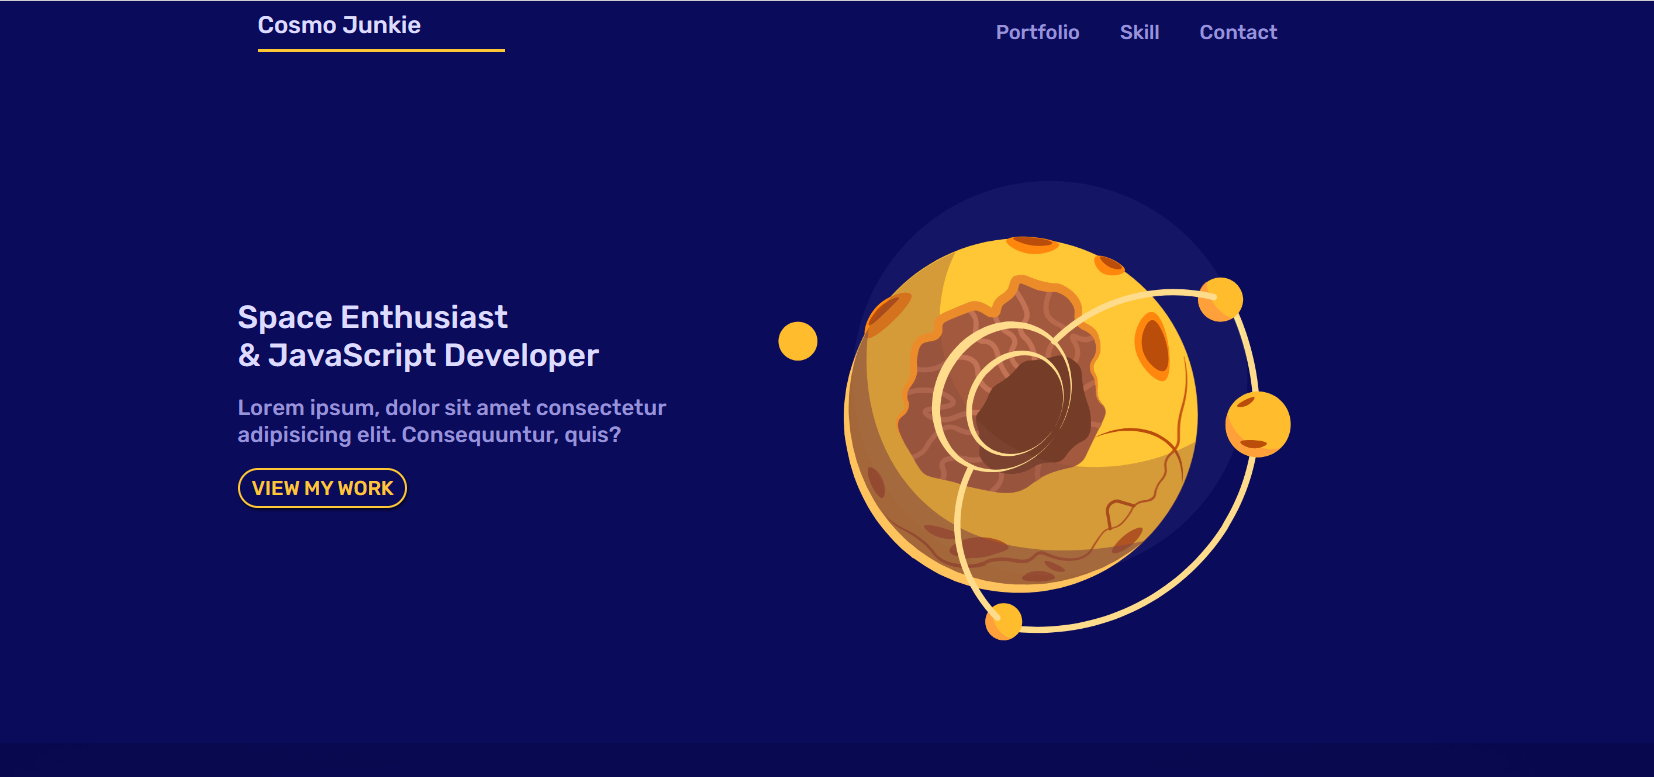 Cosmo Junkie
Portfolio Skill Contact
Space Enthusiast
& JavaScript Developer
Lorem ipsum, dolor sit amet consectetur
adipisicing elit. Consequuntur, quis?
VIEW MY WORK